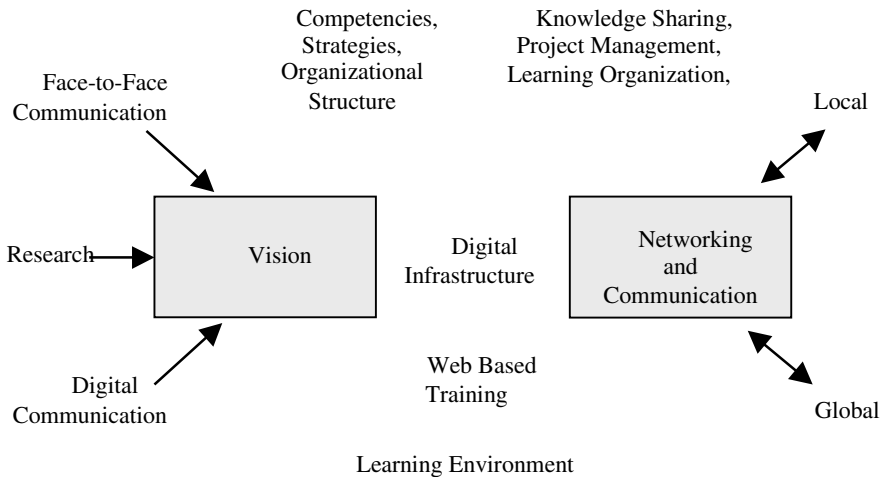 Competencies,
Strategies,
Organizational
Structure
Knowledge Sharing,
Project Management,
Learning Organization,
Face-to-Face
Communication
Local
Research
Vision
Digital
Infrastructure
Networking
and
Communication
Web Based
Training
Digital
Communication
Global
Learning Environment